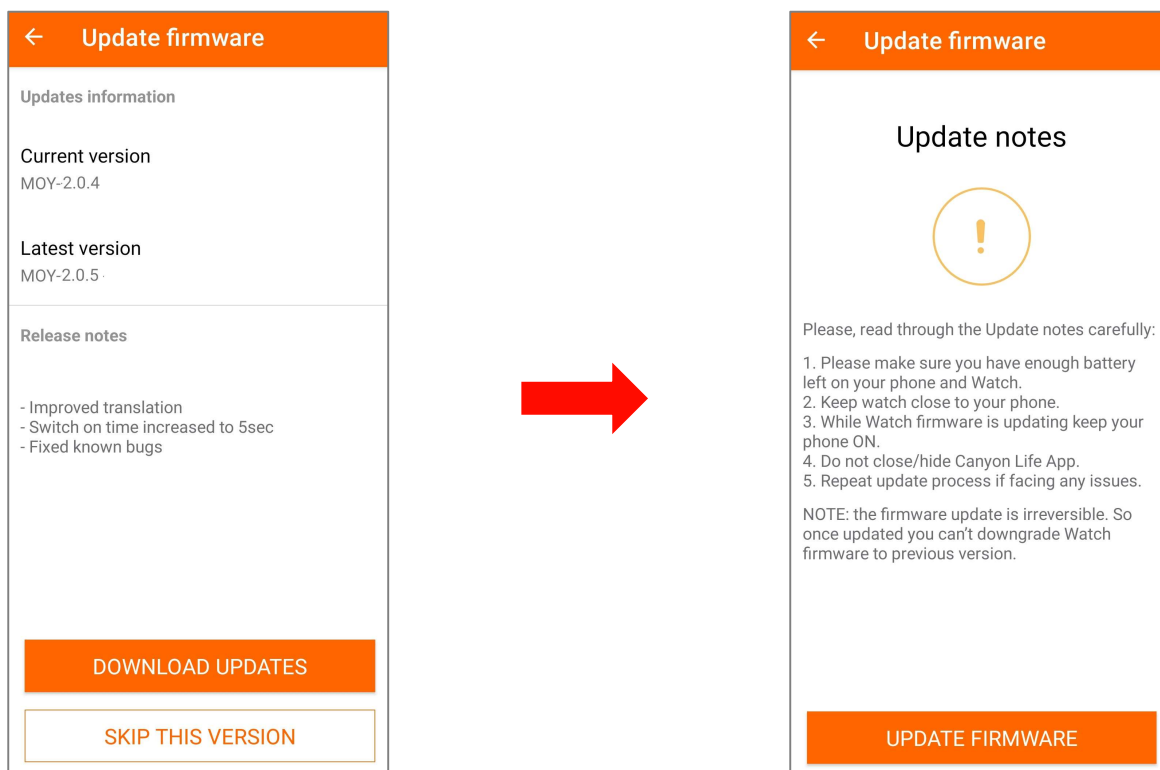 Update firmware
Updates information
Current version
MOY-2.0.4
Latest version
MOY-2.0.5
Release notes
- Improved translation
- Switch on time increased to 5sec
- Fixed known bugs
DOWNLOAD UPDATES
SKIP THIS VERSION
Update firmware
Update notes
!
Please, read through the Update notes carefully:
1. Please make sure you have enough battery
left on your phone and Watch.
2. Keep watch close to your phone.
3. While Watch firmware is updating keep your
phone ON.
4. Do not close/hide Canyon Life App.
5. Repeat update process if facing any issues.
NOTE: the firmware update is irreversible. So
once updated you can't downgrade Watch
firmware to previous version.
UPDATE FIRMWARE